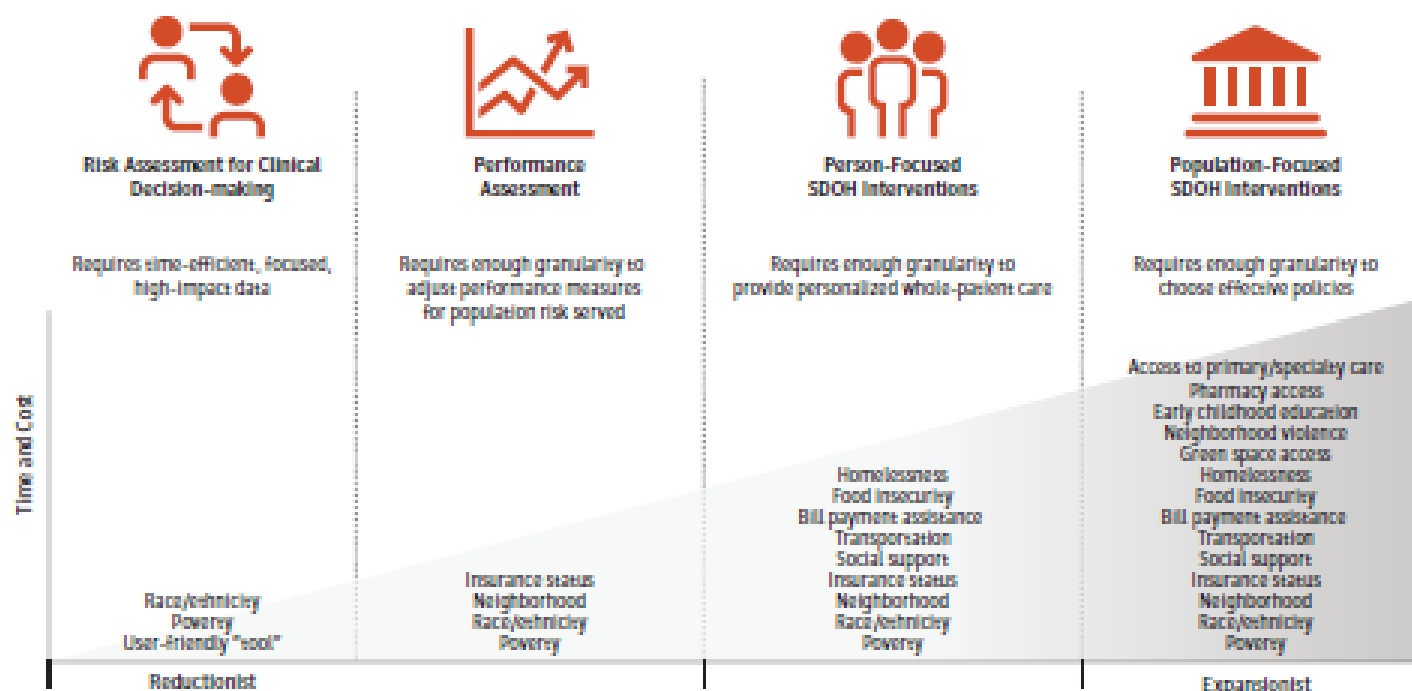 Risk Assessment for Clinical
Decision-making
Requires time-efficient, focused,
high-impact data
Race/ethnicity
Poverty
User-friendly "tool"
Performance
Assessment
Requires enough granularity to
adjust performance measures
for population risk served
Insurance status
Neighborhood
Race/ethnicity
Poverty
Person-Focused
SDOH Interventions
Requires enough granularity to
provide personalized whole-patient care
Homelessness
Food insecurity
Bill payment assistance
Transportation
Social support
Insurance status
Neighborhood
Race/ethnicity
Poverty
Population-Focused
SDOH Interventions
Requires enough granularity to
choose effective policies
Access to primary/specialty care
Pharmacy access
Early childhood education
Neighborhood violence
Green space access
Homelessness
Food insecurity
Bill payment assistance
Transportation
Social support
Insurance status
Neighborhood
Race/ethnicity
Poverty
Time and Cost
Reductionist
Expansionist